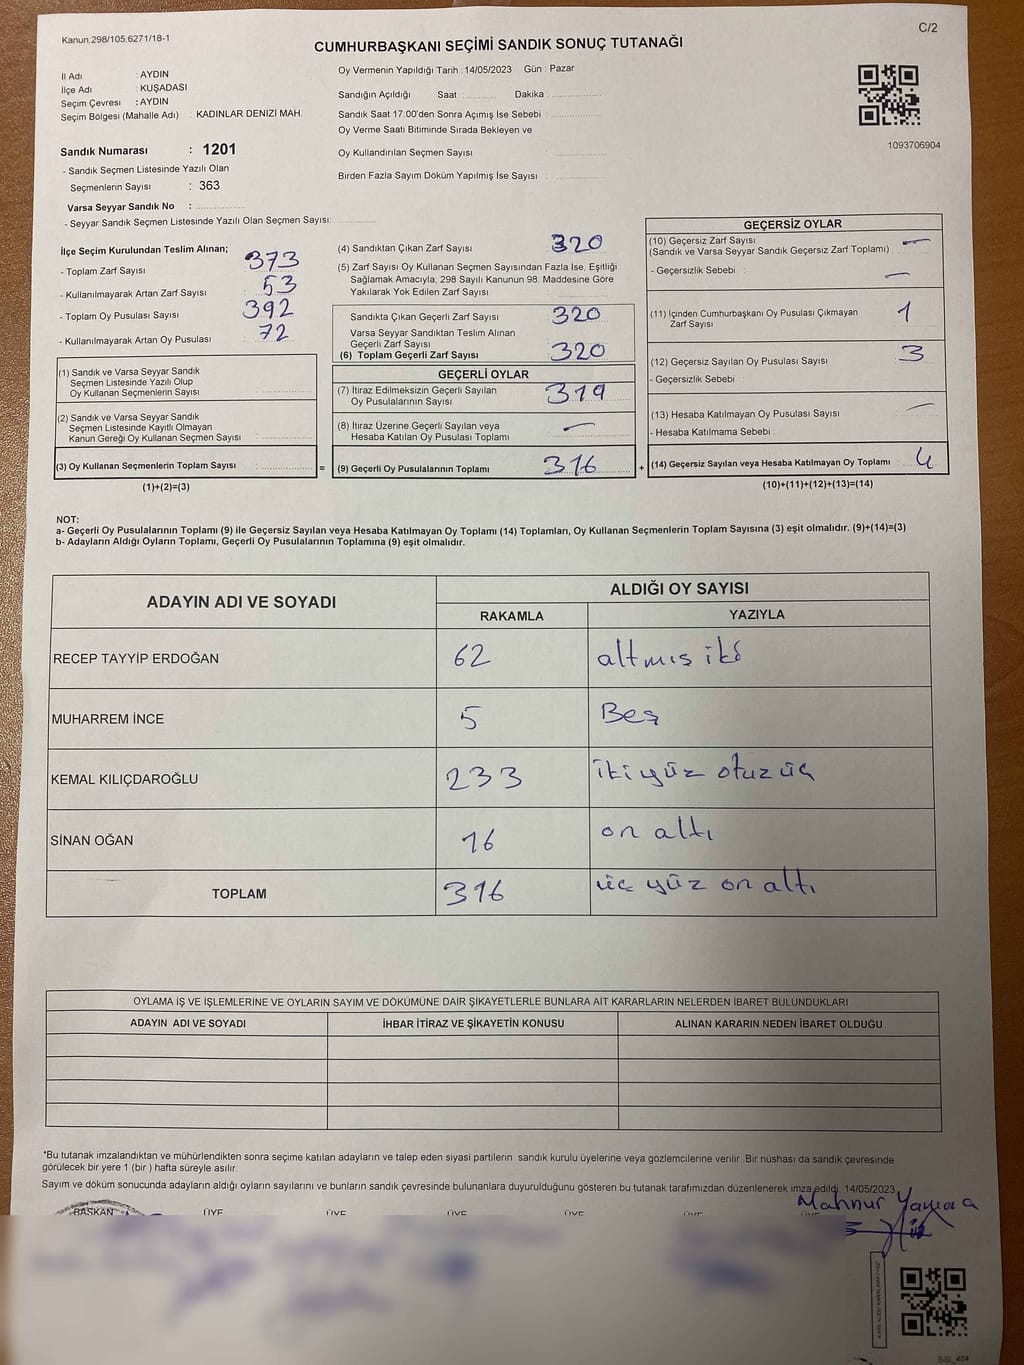 Kanun;298/105;6271/18-1
C/2
CUMHURBAŞKANI SEÇİMİ SANDIK SONUÇ TUTANAĞI
İl Adı : AYDIN
İlçe Adı : KUŞADASI
Seçim Çevresi : AYDIN
Seçim Bölgesi (Mahalle Adı) : KADINLAR DENİZİ MAH
Sandık Numarası : 1201
- Sandık Seçmen Listesinde Yazılı Olan
Seçmenlerin Sayısı : 363
Varsa Seyyar Sandık No :
- Seyyar Sandık Seçmen Listesinde Yazılı Olan Seçmen Sayısı:
Oy Vermenin Yapıldığı Tarih : 14/05/2023 Gün : Pazar
Sandığın Açıldığı Saat : Dakika :
Sandık Saat 17:00'den Sonra Açımış İse Sebebi :
Oy Verme Saati Bitiminde Sırada Bekleyen ve
Oy Kullandırılan Seçmen Sayısı :
Birden Fazla Sayım Döküm Yapılmış İse Sayısı :
1093706904
İlçe Seçim Kurulundan Teslim Alınan;
- Toplam Zarf Sayısı 373
- Kullanılmayarak Artan Zarf Sayısı 53
- Toplam Oy Pusulası Sayısı 392
- Kullanılmayarak Artan Oy Pusulası 72
(1) Sandık ve Varsa Seyyar Sandık
Seçmen Listesinde Yazılı Olup
Oy Kullanan Seçmenlerin Sayısı :
(2) Sandık ve Varsa Seyyar Sandık
Seçmen Listesinde Kayıtlı Olmayan
Kanun Gereği Oy Kullanan Seçmen Sayısı :
(3) Oy Kullanan Seçmenlerin Toplam Sayısı : =
(1)+(2)=(3)
(4) Sandıktan Çıkan Zarf Sayısı 320
(5) Zarf Sayısı Oy Kullanan Seçmen Sayısından Fazla İse, Eşitliği
Sağlamak Amacıyla, 298 Sayılı Kanunun 98. Maddesine Göre
Yakılarak Yok Edilen Zarf Sayısı :
Sandıkta Çıkan Geçerli Zarf Sayısı 320
Varsa Seyyar Sandıktan Teslim Alınan
Geçerli Zarf Sayısı
(6) Toplam Geçerli Zarf Sayısı 320
GEÇERLİ OYLAR
(7) İtiraz Edilmeksizin Geçerli Sayılan
Oy Pusulalarının Sayısı 319
(8) İtiraz Üzerine Geçerli Sayılan veya
Hesaba Katılan Oy Pusulası Toplamı —
(9) Geçerli Oy Pusulalarının Toplamı 316 +
GEÇERSİZ OYLAR
(10) Geçersiz Zarf Sayısı —
(Sandık ve Varsa Seyyar Sandık Geçersiz Zarf Toplamı)
- Geçersizlik Sebebi : —
(11) İçinden Cumhurbaşkanı Oy Pusulası Çıkmayan
Zarf Sayısı 1
(12) Geçersiz Sayılan Oy Pusulası Sayısı 3
- Geçersizlik Sebebi :
(13) Hesaba Katılmayan Oy Pusulası Sayısı —
- Hesaba Katılmama Sebebi :
(14) Geçersiz Sayılan veya Hesaba Katılmayan Oy Toplamı : 4
(10)+(11)+(12)+(13)=(14)
NOT:
a- Geçerli Oy Pusulalarının Toplamı (9) ile Geçersiz Sayılan veya Hesaba Katılmayan Oy Toplamı (14) Toplamları, Oy Kullanan Seçmenlerin Toplam Sayısına (3) eşit olmalıdır. (9)+(14)=(3)
b- Adayların Aldığı Oyların Toplamı, Geçerli Oy Pusulalarının Toplamına (9) eşit olmalıdır.
ADAYIN ADI VE SOYADI ALDIĞI OY SAYISI
RAKAMLA YAZIYLA
RECEP TAYYİP ERDOĞAN 62 altmış iki
MUHARREM İNCE 5 Beş
KEMAL KILIÇDAROĞLU 233 ikiyüz otuz üç
SİNAN OĞAN 16 on altı
TOPLAM 316 üç yüz on altı
OYLAMA İŞ VE İŞLEMLERİNE VE OYLARIN SAYIM VE DÖKÜMÜNE DAİR ŞİKAYETLERLE BUNLARA AİT KARARLARIN NELERDEN İBARET BULUNDUKLARI
ADAYIN ADI VE SOYADI İHBAR İTİRAZ VE ŞİKAYETİN KONUSU ALINAN KARARIN NEDEN İBARET OLDUĞU
*Bu tutanak imzalandıktan ve mühürlendikten sonra seçime katılan adayların ve talep eden siyasi partilerin sandık kurulu üyelerine veya gözlemcilerine verilir. Bir nüshası da sandık çevresinde
görülecek bir yere 1 (bir) hafta süreyle asılır.
Sayım ve döküm sonucunda adayların aldığı oyların sayılarını ve bunların sandık çevresinde bulunanlara duyurulduğunu gösteren bu tutanak tarafımızdan düzenlenerek imza edildi. 14/05/2023
Mahnur
BAŞKAN ÜYE ÜYE ÜYE ÜYE ÜYE ÜYE